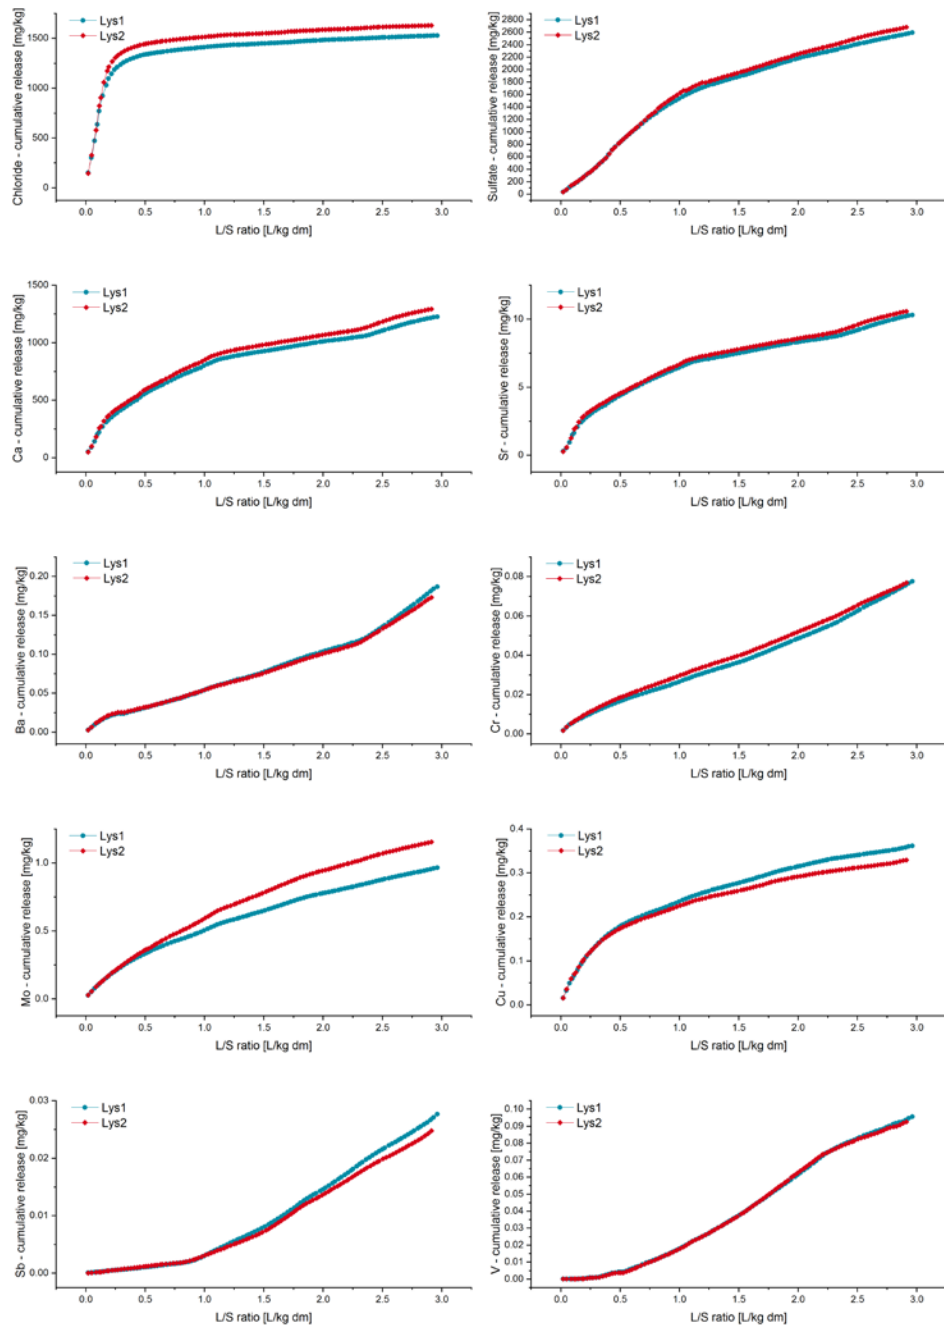 Lys1
Lys2
Chloride - cumulative release [mg/kg]
1500
1000
500
0
0.0 0.5 1.0 1.5 2.0 2.5 3.0
L/S ratio [L/kg dm]
Lys1
Lys2
Sulfate - cumulative release [mg/kg]
2800
2600
2400
2200
2000
1800
1600
1400
1200
1000
800
600
400
200
0
0.0 0.5 1.0 1.5 2.0 2.5 3.0
L/S ratio [L/kg dm]
Lys1
Lys2
Ca - cumulative release [mg/kg]
1500
1000
500
0
0.0 0.5 1.0 1.5 2.0 2.5 3.0
L/S ratio [L/kg dm]
Lys1
Lys2
Sr - cumulative release [mg/kg]
10
5
0
0.0 0.5 1.0 1.5 2.0 2.5 3.0
L/S ratio [L/kg dm]
Lys1
Lys2
Ba - cumulative release [mg/kg]
0.20
0.15
0.10
0.05
0.00
0.0 0.5 1.0 1.5 2.0 2.5 3.0
L/S ratio [L/kg dm]
Lys1
Lys2
Cr - cumulative release [mg/kg]
0.08
0.06
0.04
0.02
0.00
0.0 0.5 1.0 1.5 2.0 2.5 3.0
L/S ratio [L/kg dm]
Lys1
Lys2
Mo - cumulative release [mg/kg]
1.0
0.5
0.0
0.0 0.5 1.0 1.5 2.0 2.5 3.0
L/S ratio [L/kg dm]
Lys1
Lys2
Cu - cumulative release [mg/kg]
0.4
0.3
0.2
0.1
0.0
0.0 0.5 1.0 1.5 2.0 2.5 3.0
L/S ratio [L/kg dm]
Lys1
Lys2
Sb - cumulative release [mg/kg]
0.03
0.02
0.01
0.00
0.0 0.5 1.0 1.5 2.0 2.5 3.0
L/S ratio [L/kg dm]
Lys1
Lys2
V - cumulative release [mg/kg]
0.10
0.09
0.08
0.07
0.06
0.05
0.04
0.03
0.02
0.01
0.00
0.0 0.5 1.0 1.5 2.0 2.5 3.0
L/S ratio [L/kg dm]